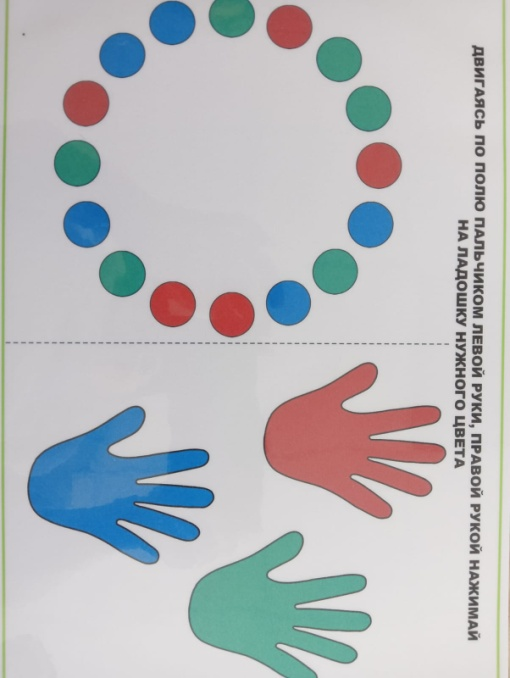 ДВИГАЯСЬ ПО ПОЛЮ ПАЛЬЧИКОМ ЛЕВОЙ РУКИ, ПРАВОЙ РУКОЙ НАЖИМАЙ
НА ЛАДОШКУ НУЖНОГО ЦВЕТА